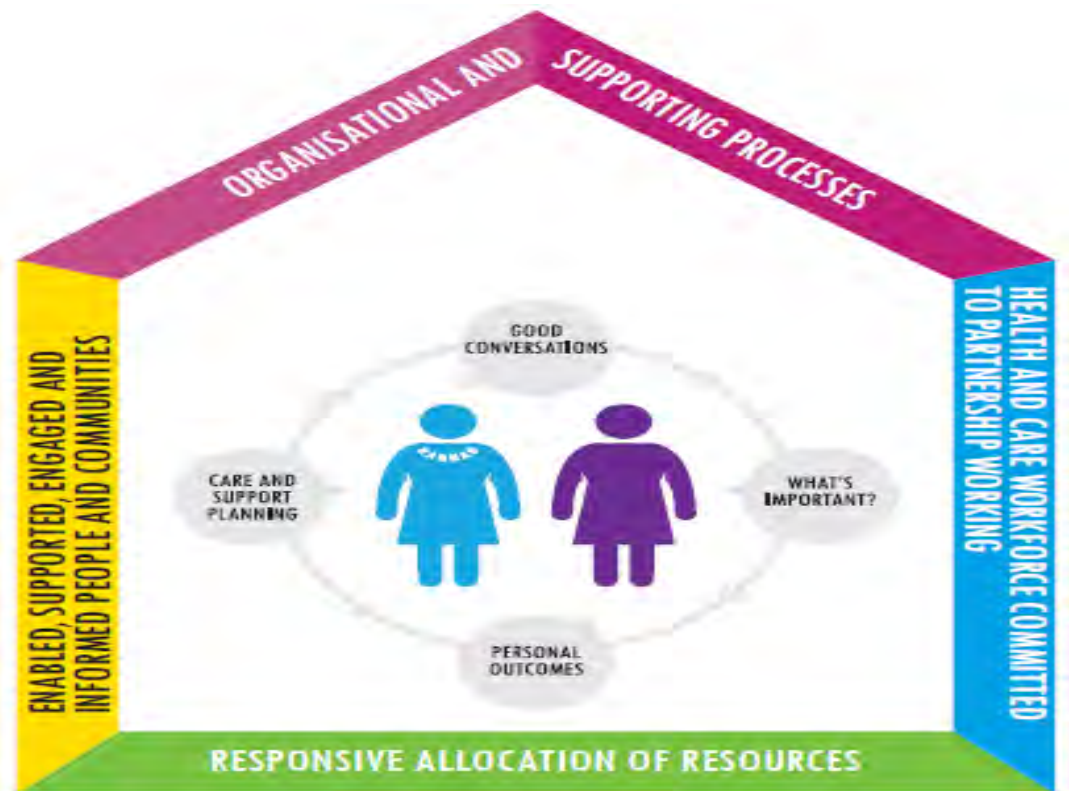 ORGANISATIONAL AND
SUPPORTING PROCESSES
ENABLED, SUPPORTED, ENGAGED AND
INFORMED PEOPLE AND COMMUNITIES
HEALTH AND CARE WORKFORCE COMMITTED
TO PARTNERSHIP WORKING
GOOD
CONVERSATIONS
CARE AND
SUPPORT
PLANNING
WHAT'S
IMPORTANT?
PERSONAL
OUTCOMES
RESPONSIVE ALLOCATION OF RESOURCES